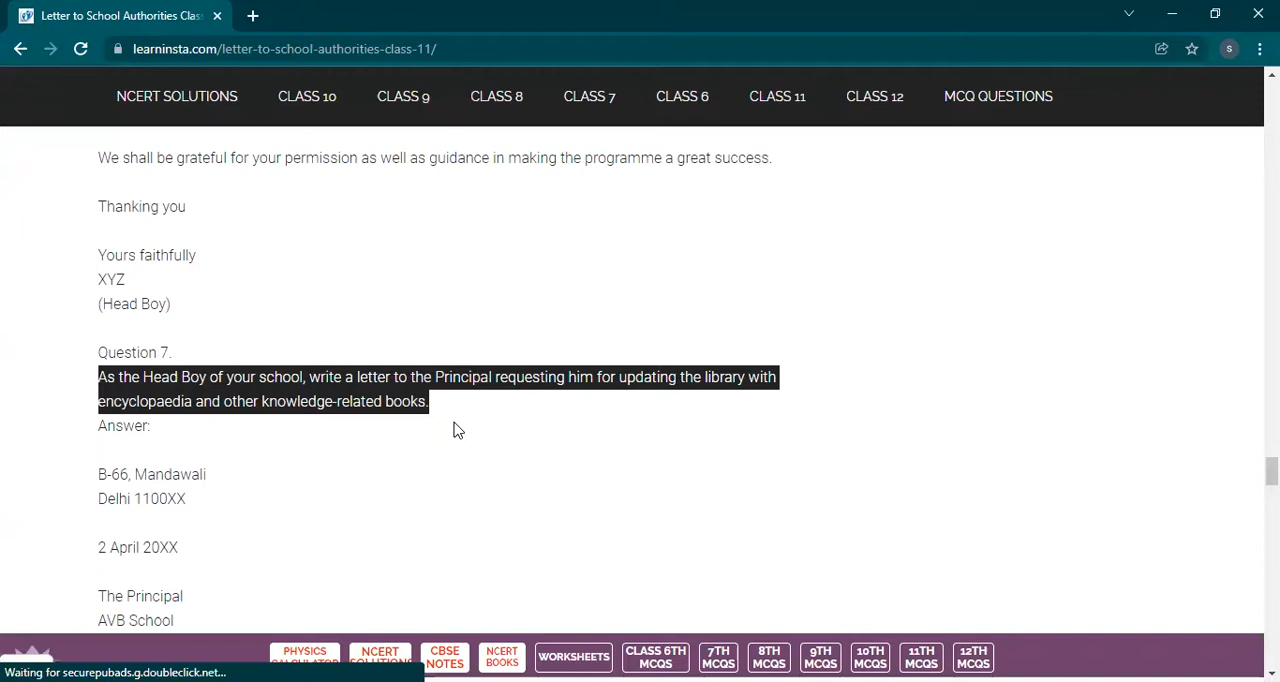 Letter to School Authorities Clas
learninsta.com/letter-to-school-authorities-class-11/
S
NCERT SOLUTIONS CLASS 10 CLASS 9 CLASS 8 CLASS 7 CLASS 6 CLASS 11 CLASS 12 MCQ QUESTIONS
We shall be grateful for your permission as well as guidance in making the programme a great success.
Thanking you
Yours faithfully
XYZ
(Head Boy)
Question 7.
As the Head Boy of your school, write a letter to the Principal requesting him for updating the library with
encyclopaedia and other knowledge-related books.
Answer:
B-66, Mandawali
Delhi 1100XX
2 April 20XX
The Principal
AVB School
PHYSICS CALCULATOR
NCERT SOLUTIONS
CBSE NOTES
NCERT BOOKS
WORKSHEETS
CLASS 6TH MCQS
7TH MCQS
8TH MCQS
9TH MCQS
10TH MCQS
11TH MCQS
12TH MCQS
Waiting for securepubads.g.doubleclick.net...